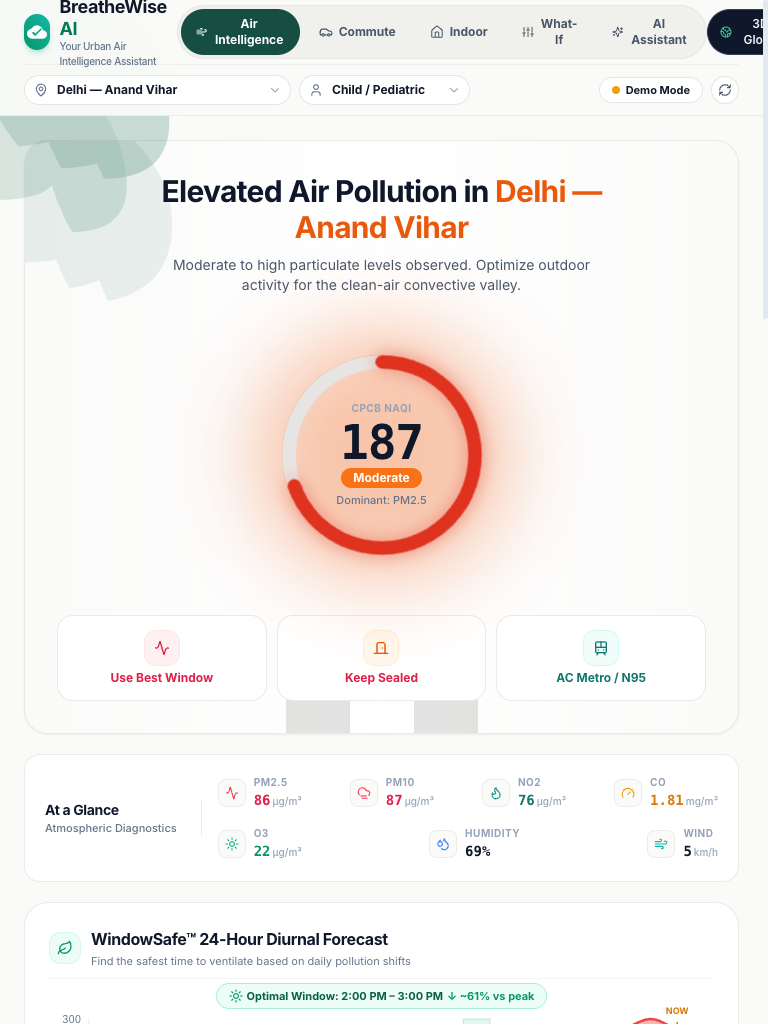 BreatheWise
AI
Your Urban Air
Intelligence Assistant
Air
Intelligence
Commute
Indoor
What-
If
AI
Assistant
Delhi — Anand Vihar
Child / Pediatric
Demo Mode
Elevated Air Pollution in Delhi —
Anand Vihar
Moderate to high particulate levels observed. Optimize outdoor
activity for the clean-air convective valley.
CPCB NAQI
187
Moderate
Dominant: PM2.5
Use Best Window
Keep Sealed
AC Metro / N95
At a Glance
Atmospheric Diagnostics
PM2.5
86 µg/m³
PM10
87 µg/m³
NO2
76 µg/m³
CO
1.81 mg/m³
O3
22 µg/m³
HUMIDITY
69%
WIND
5 km/h
WindowSafe™ 24-Hour Diurnal Forecast
Find the safest time to ventilate based on daily pollution shifts
Optimal Window: 2:00 PM – 3:00 PM ↓ ~61% vs peak
NOW
300